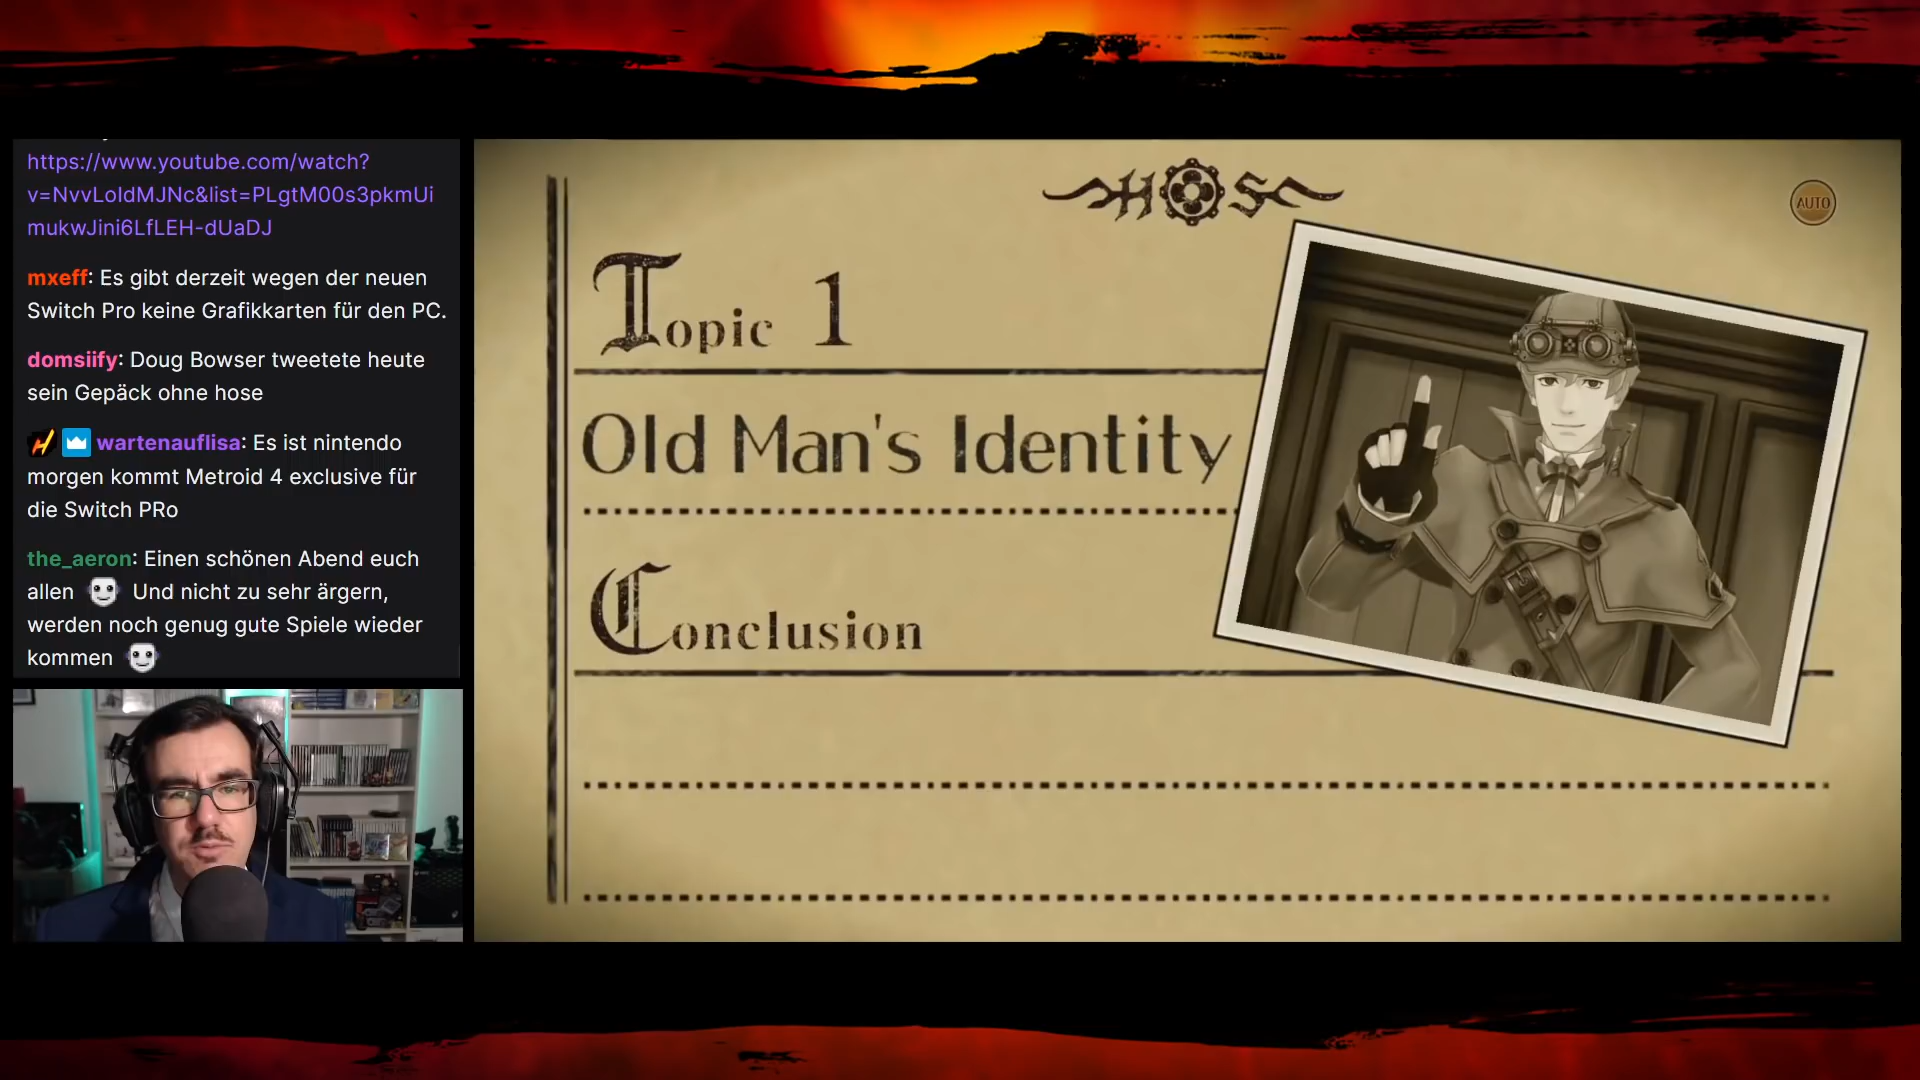 https://www.youtube.com/watch?
v=NvvLoIdMJNc&list=PLgtM00s3pkmUi
mukwJini6LfLEH-dUaDJ
mxeff: Es gibt derzeit wegen der neuen
Switch Pro keine Grafikkarten für den PC.
domsiify: Doug Bowser tweetete heute
sein Gepäck ohne hose
wartenauflisa: Es ist nintendo
morgen kommt Metroid 4 exclusive für
die Switch PRo
the_aeron: Einen schönen Abend euch
allen Und nicht zu sehr ärgern,
werden noch genug gute Spiele wieder
kommen
H S
AUTO
Topic 1
Old Man's Identity
Conclusion